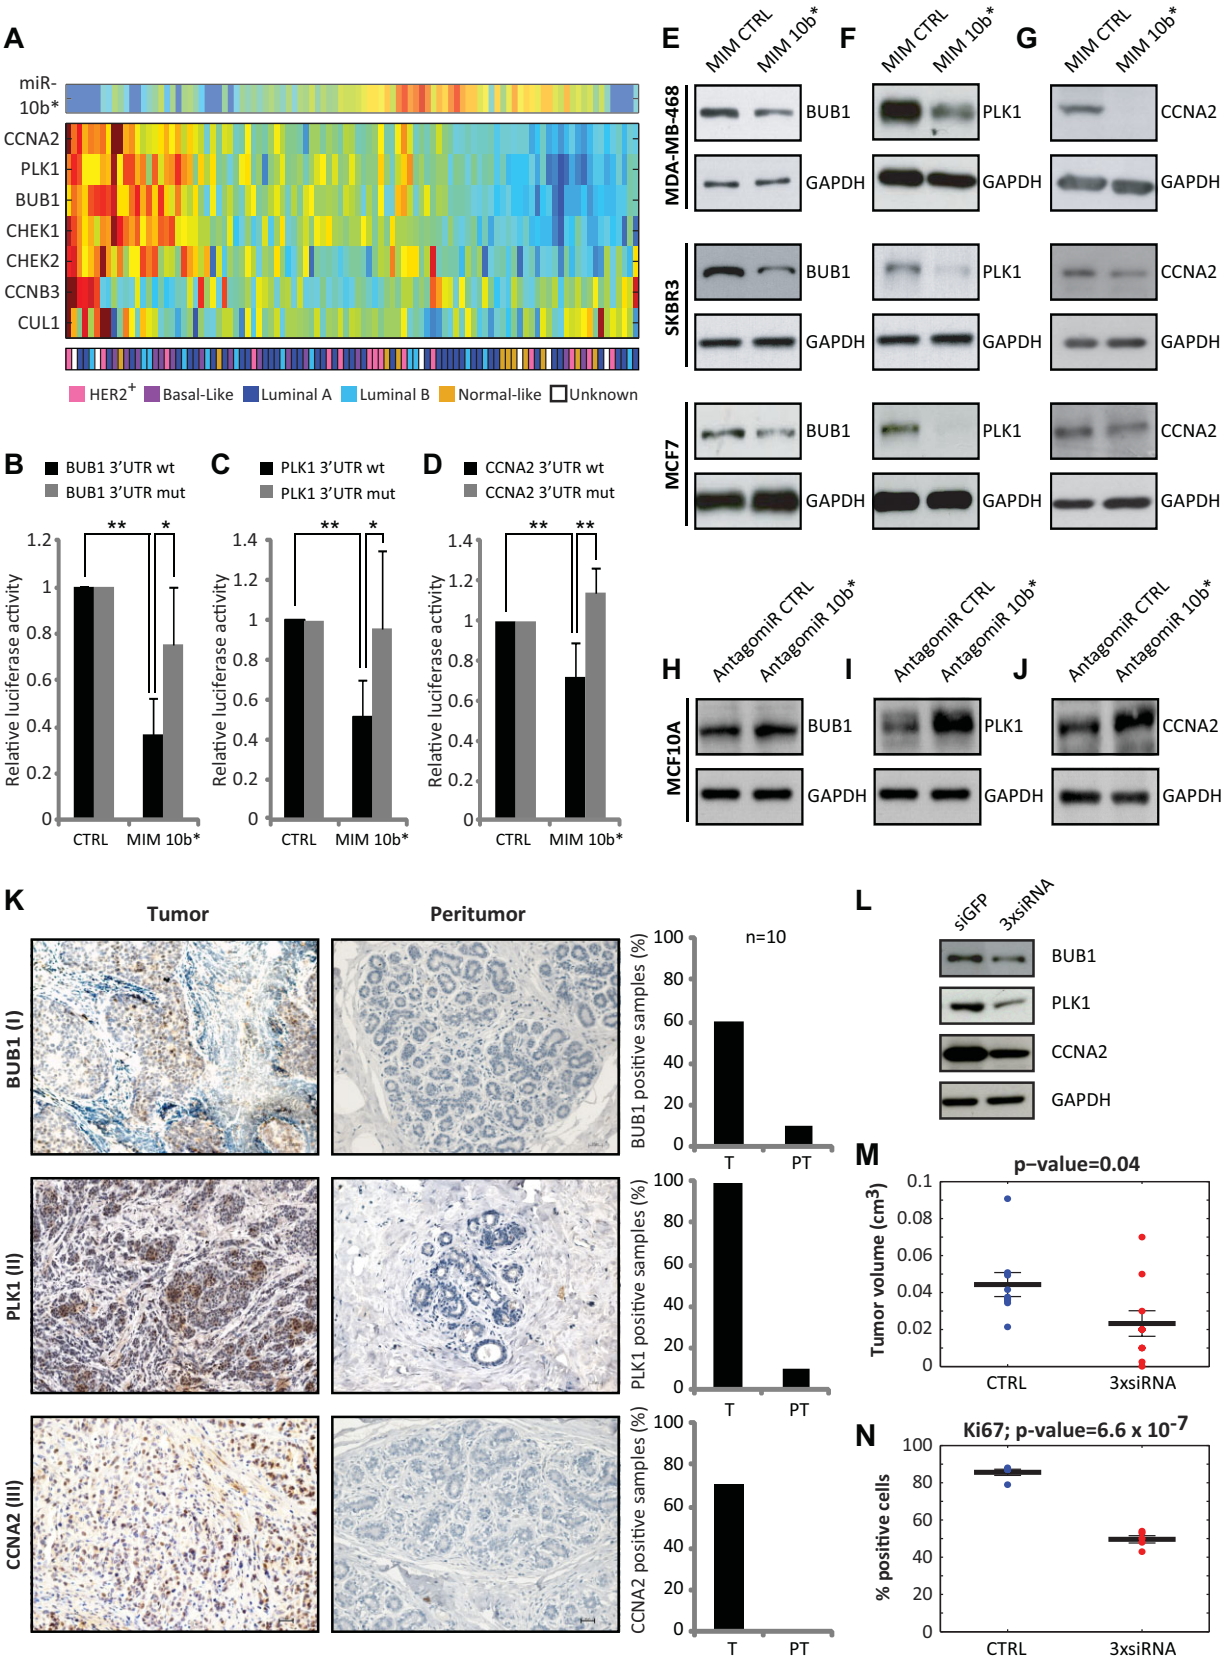 A
miR-
10b*
CCNA2
PLK1
BUB1
CHEK1
CHEK2
CCNB3
CUL1
HER2+ Basal-Like Luminal A Luminal B Normal-like Unknown
B
BUB1 3’UTR wt
BUB1 3’UTR mut
**
*
Relative luciferase activity
1.2
1
0.8
0.6
0.4
0.2
0
CTRL MIM 10b*
C
PLK1 3’UTR wt
PLK1 3’UTR mut
**
*
Relative luciferase activity
1.4
1.2
1
0.8
0.6
0.4
0.2
0
CTRL MIM 10b*
D
CCNA2 3’UTR wt
CCNA2 3’UTR mut
**
**
Relative luciferase activity
1.4
1.2
1
0.8
0.6
0.4
0.2
0
CTRL MIM 10b*
E
MIM CTRL
MIM 10b*
F
MIM CTRL
MIM 10b*
G
MIM CTRL
MIM 10b*
MDA-MB-468
BUB1
PLK1
CCNA2
GAPDH
GAPDH
GAPDH
SKBR3
BUB1
PLK1
CCNA2
GAPDH
GAPDH
GAPDH
MCF7
BUB1
PLK1
CCNA2
GAPDH
GAPDH
GAPDH
H
AntagomiR CTRL
AntagomiR 10b*
I
AntagomiR CTRL
AntagomiR 10b*
J
AntagomiR CTRL
AntagomiR 10b*
MCF10A
BUB1
PLK1
CCNA2
GAPDH
GAPDH
GAPDH
K
Tumor
Peritumor
BUB1 (I)
BUB1 positive samples (%)
n=10
100
80
60
40
20
0
T PT
PLK1 (II)
PLK1 positive samples (%)
100
80
60
40
20
0
T PT
CCNA2 (III)
CCNA2 positive samples (%)
100
80
60
40
20
0
T PT
L
siGFP
3xsiRNA
BUB1
PLK1
CCNA2
GAPDH
M
p–value=0.04
Tumor volume (cm3)
0.1
0.08
0.06
0.04
0.02
0
CTRL 3xsiRNA
N
Ki67; p-value=6.6 x 10-7
% positive cells
100
80
60
40
20
0
CTRL 3xsiRNA